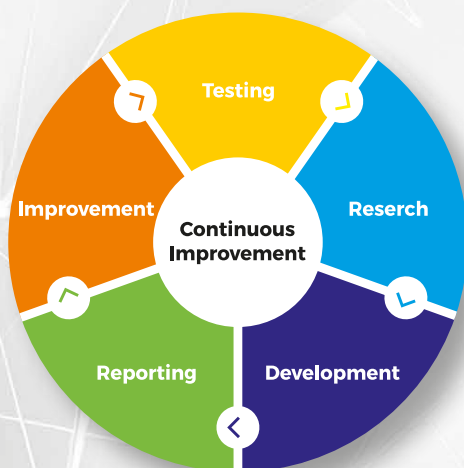 Testing
Improvement
Reserch
Continuous
Improvement
Reporting
Development